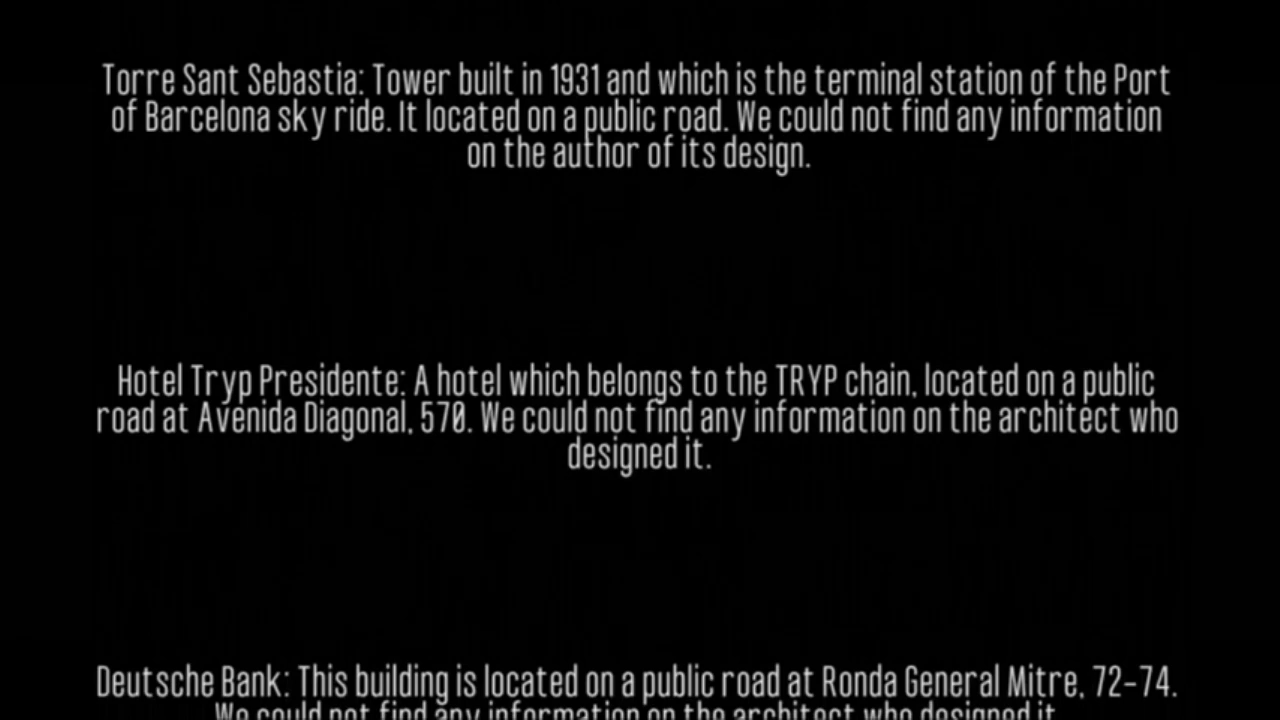 Torre Sant Sebastia: Tower built in 1931 and which is the terminal station of the Port
of Barcelona sky ride. It located on a public road. We could not find any information
on the author of its design.
Hotel Tryp Presidente: A hotel which belongs to the TRYP chain, located on a public
road at Avenida Diagonal, 570. We could not find any information on the architect who
designed it.
Deutsche Bank: This building is located on a public road at Ronda General Mitre, 72-74.
We could not find any information on the architect who designed it.